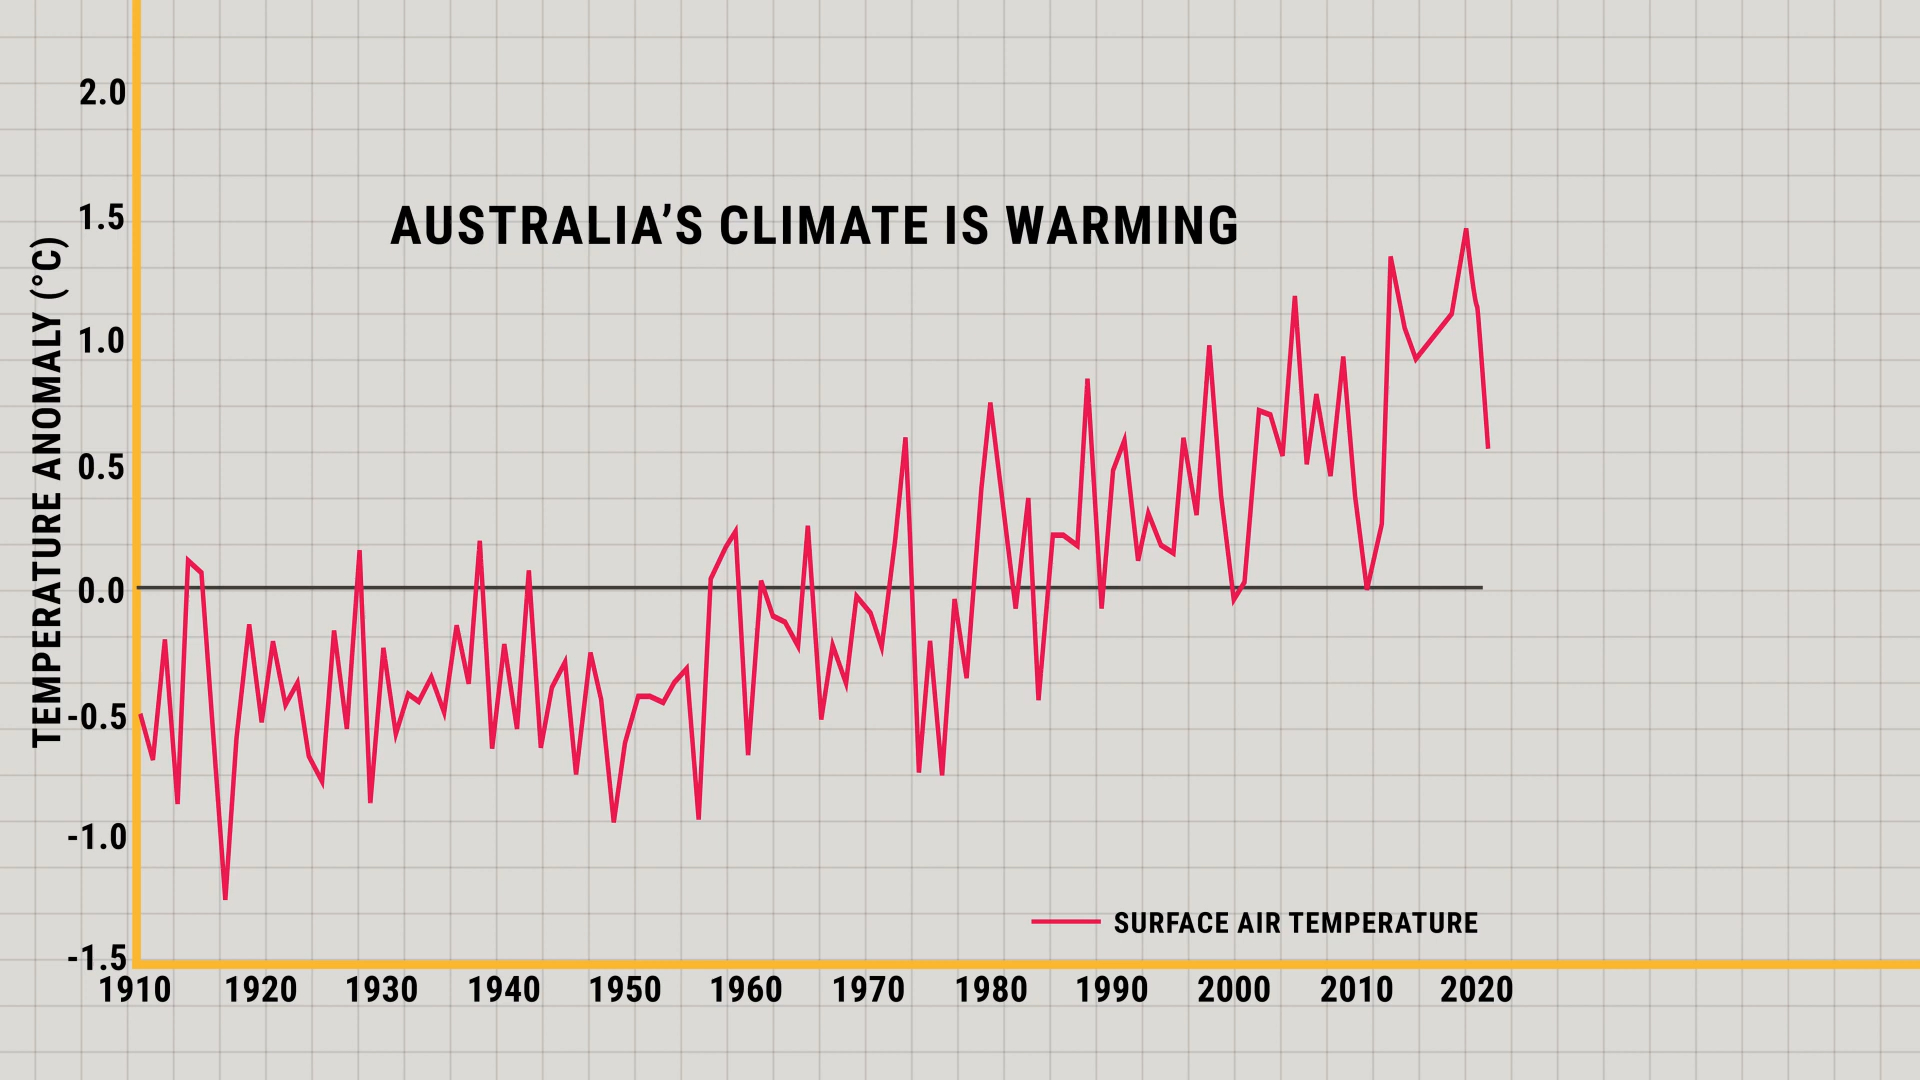 AUSTRALIA’S CLIMATE IS WARMING
TEMPERATURE ANOMALY (°C)
2.0
1.5
1.0
0.5
0.0
-0.5
-1.0
-1.5
SURFACE AIR TEMPERATURE
1910 1920 1930 1940 1950 1960 1970 1980 1990 2000 2010 2020